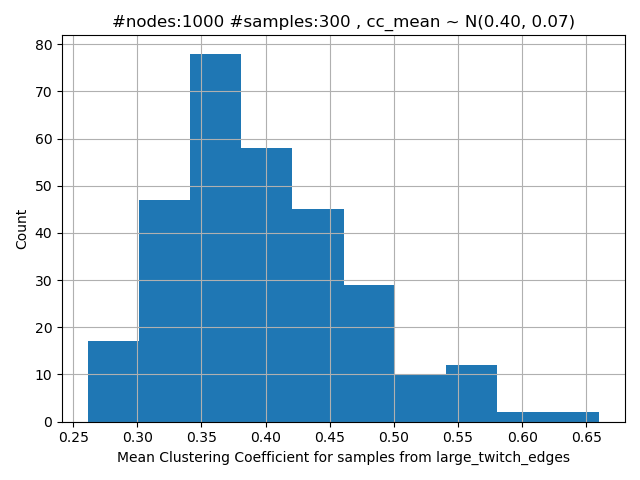 #nodes:1000 #samples:300 , cc_mean ~ N(0.40, 0.07)
80
70
60
50
40
30
20
10
0
Count
0.25 0.30 0.35 0.40 0.45 0.50 0.55 0.60 0.65
Mean Clustering Coefficient for samples from large_twitch_edges